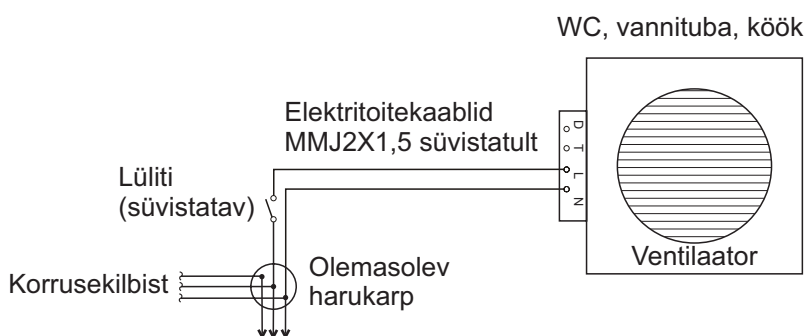 WC, vannituba, köök
Elektritoitekaablid
MMJ2X1,5 süvistatult
D
T
L
N
Lüliti
(süvistatav)
Ventilaator
Korrusekilbist
Olemasolev
harukarp